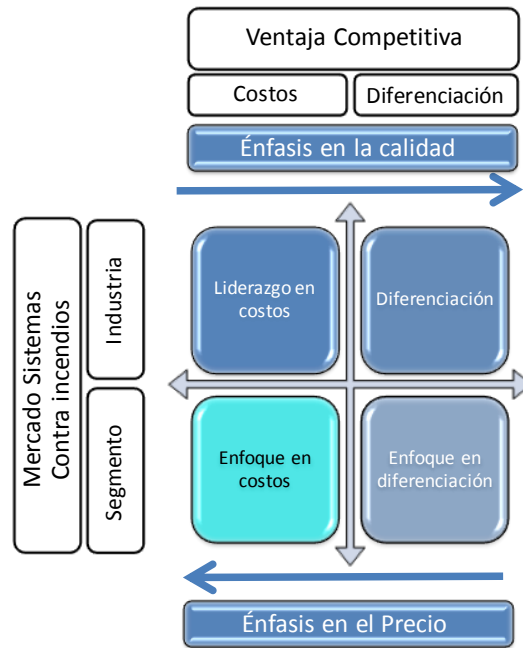 Ventaja Competitiva
Costos
Diferenciación
Énfasis en la calidad
Mercado Sistemas
Contra incendios
Industria
Segmento
Liderazgo en
costos
Diferenciación
Enfoque en
costos
Enfoque en
diferenciación
Énfasis en el Precio